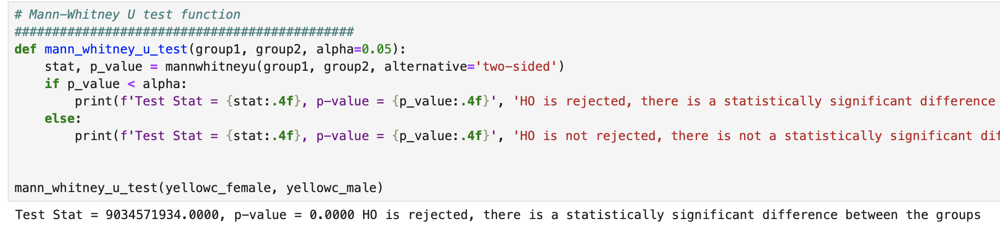 # Mann-Whitney U test function
#############################################
def mann_whitney_u_test(group1, group2, alpha=0.05):
    stat, p_value = mannwhitneyu(group1, group2, alternative='two-sided')
    if p_value < alpha:
        print(f'Test Stat = {stat:.4f}, p-value = {p_value:.4f}', 'HO is rejected, there is a statistically significant difference
    else:
        print(f'Test Stat = {stat:.4f}, p-value = {p_value:.4f}', 'HO is not rejected, there is not a statistically significant
mann_whitney_u_test(yellowc_female, yellowc_male)
Test Stat = 9034571934.0000, p-value = 0.0000 HO is rejected, there is a statistically significant difference between the groups